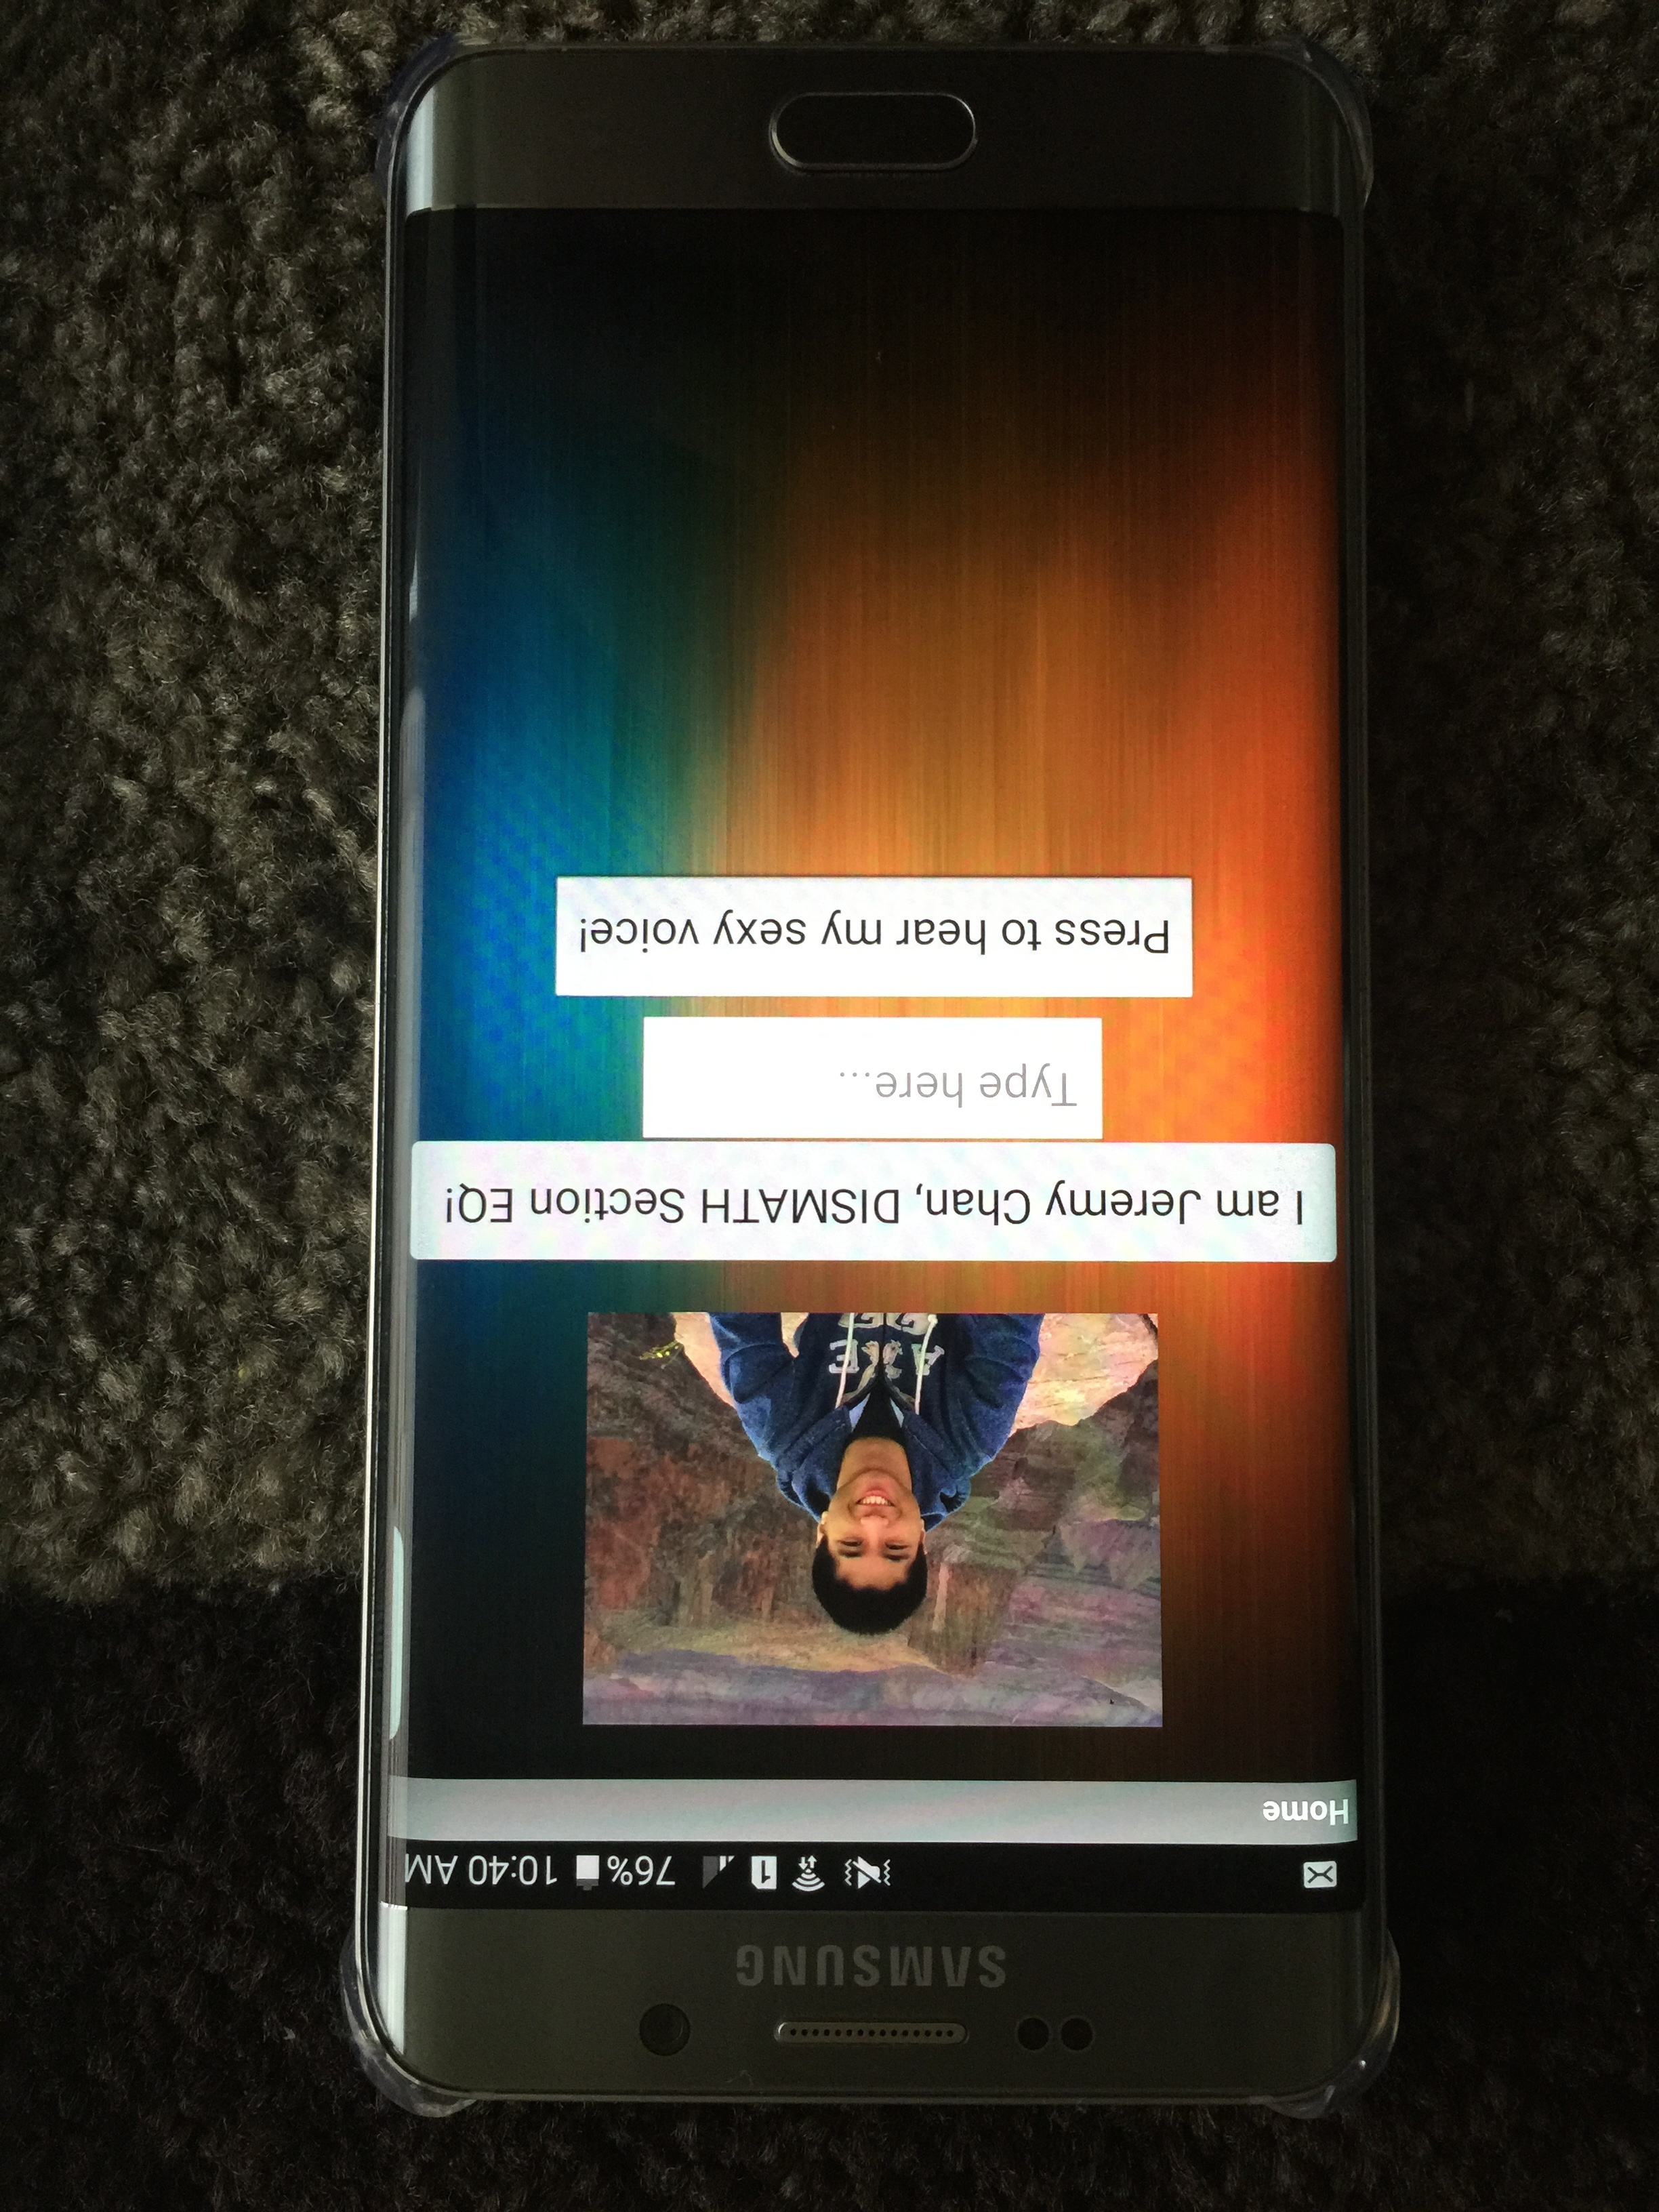 SAMSUNG
76% 10:40 AM
Home
I am Jeremy Chan, DISMATH Section EQ!
Type here...
Press to hear my sexy voice!